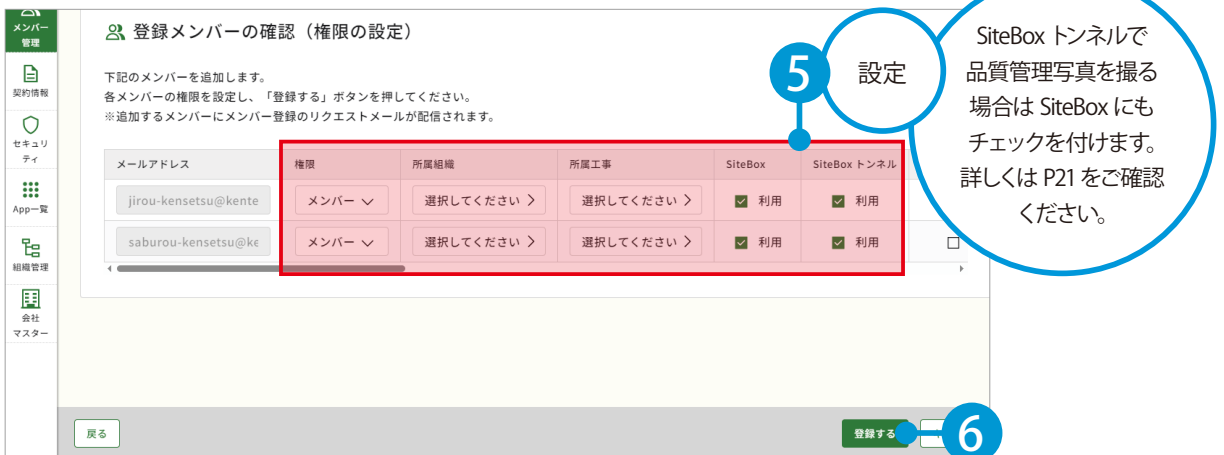 メンバー
管理
契約情報
セキュリ
ティ
App一覧
組織管理
会社
マスター
登録メンバーの確認（権限の設定）
下記のメンバーを追加します。
各メンバーの権限を設定し、「登録する」ボタンを押してください。
※追加するメンバーにメンバー登録のリクエストメールが配信されます。
メールアドレス 権限 所属組織 所属工事 SiteBox SiteBox トンネル
jirou-kensetsu@kente メンバー 選択してください 選択してください 利用 利用
saburou-kensetsu@ke メンバー 選択してください 選択してください 利用 利用
5 設定
SiteBox トンネルで
品質管理写真を撮る
場合は SiteBox にも
チェックを付けます。
詳しくは P21 をご確認
ください。
戻る 登録する 6